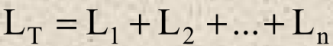 L_T = L_1 + L_2 + ... + L_n